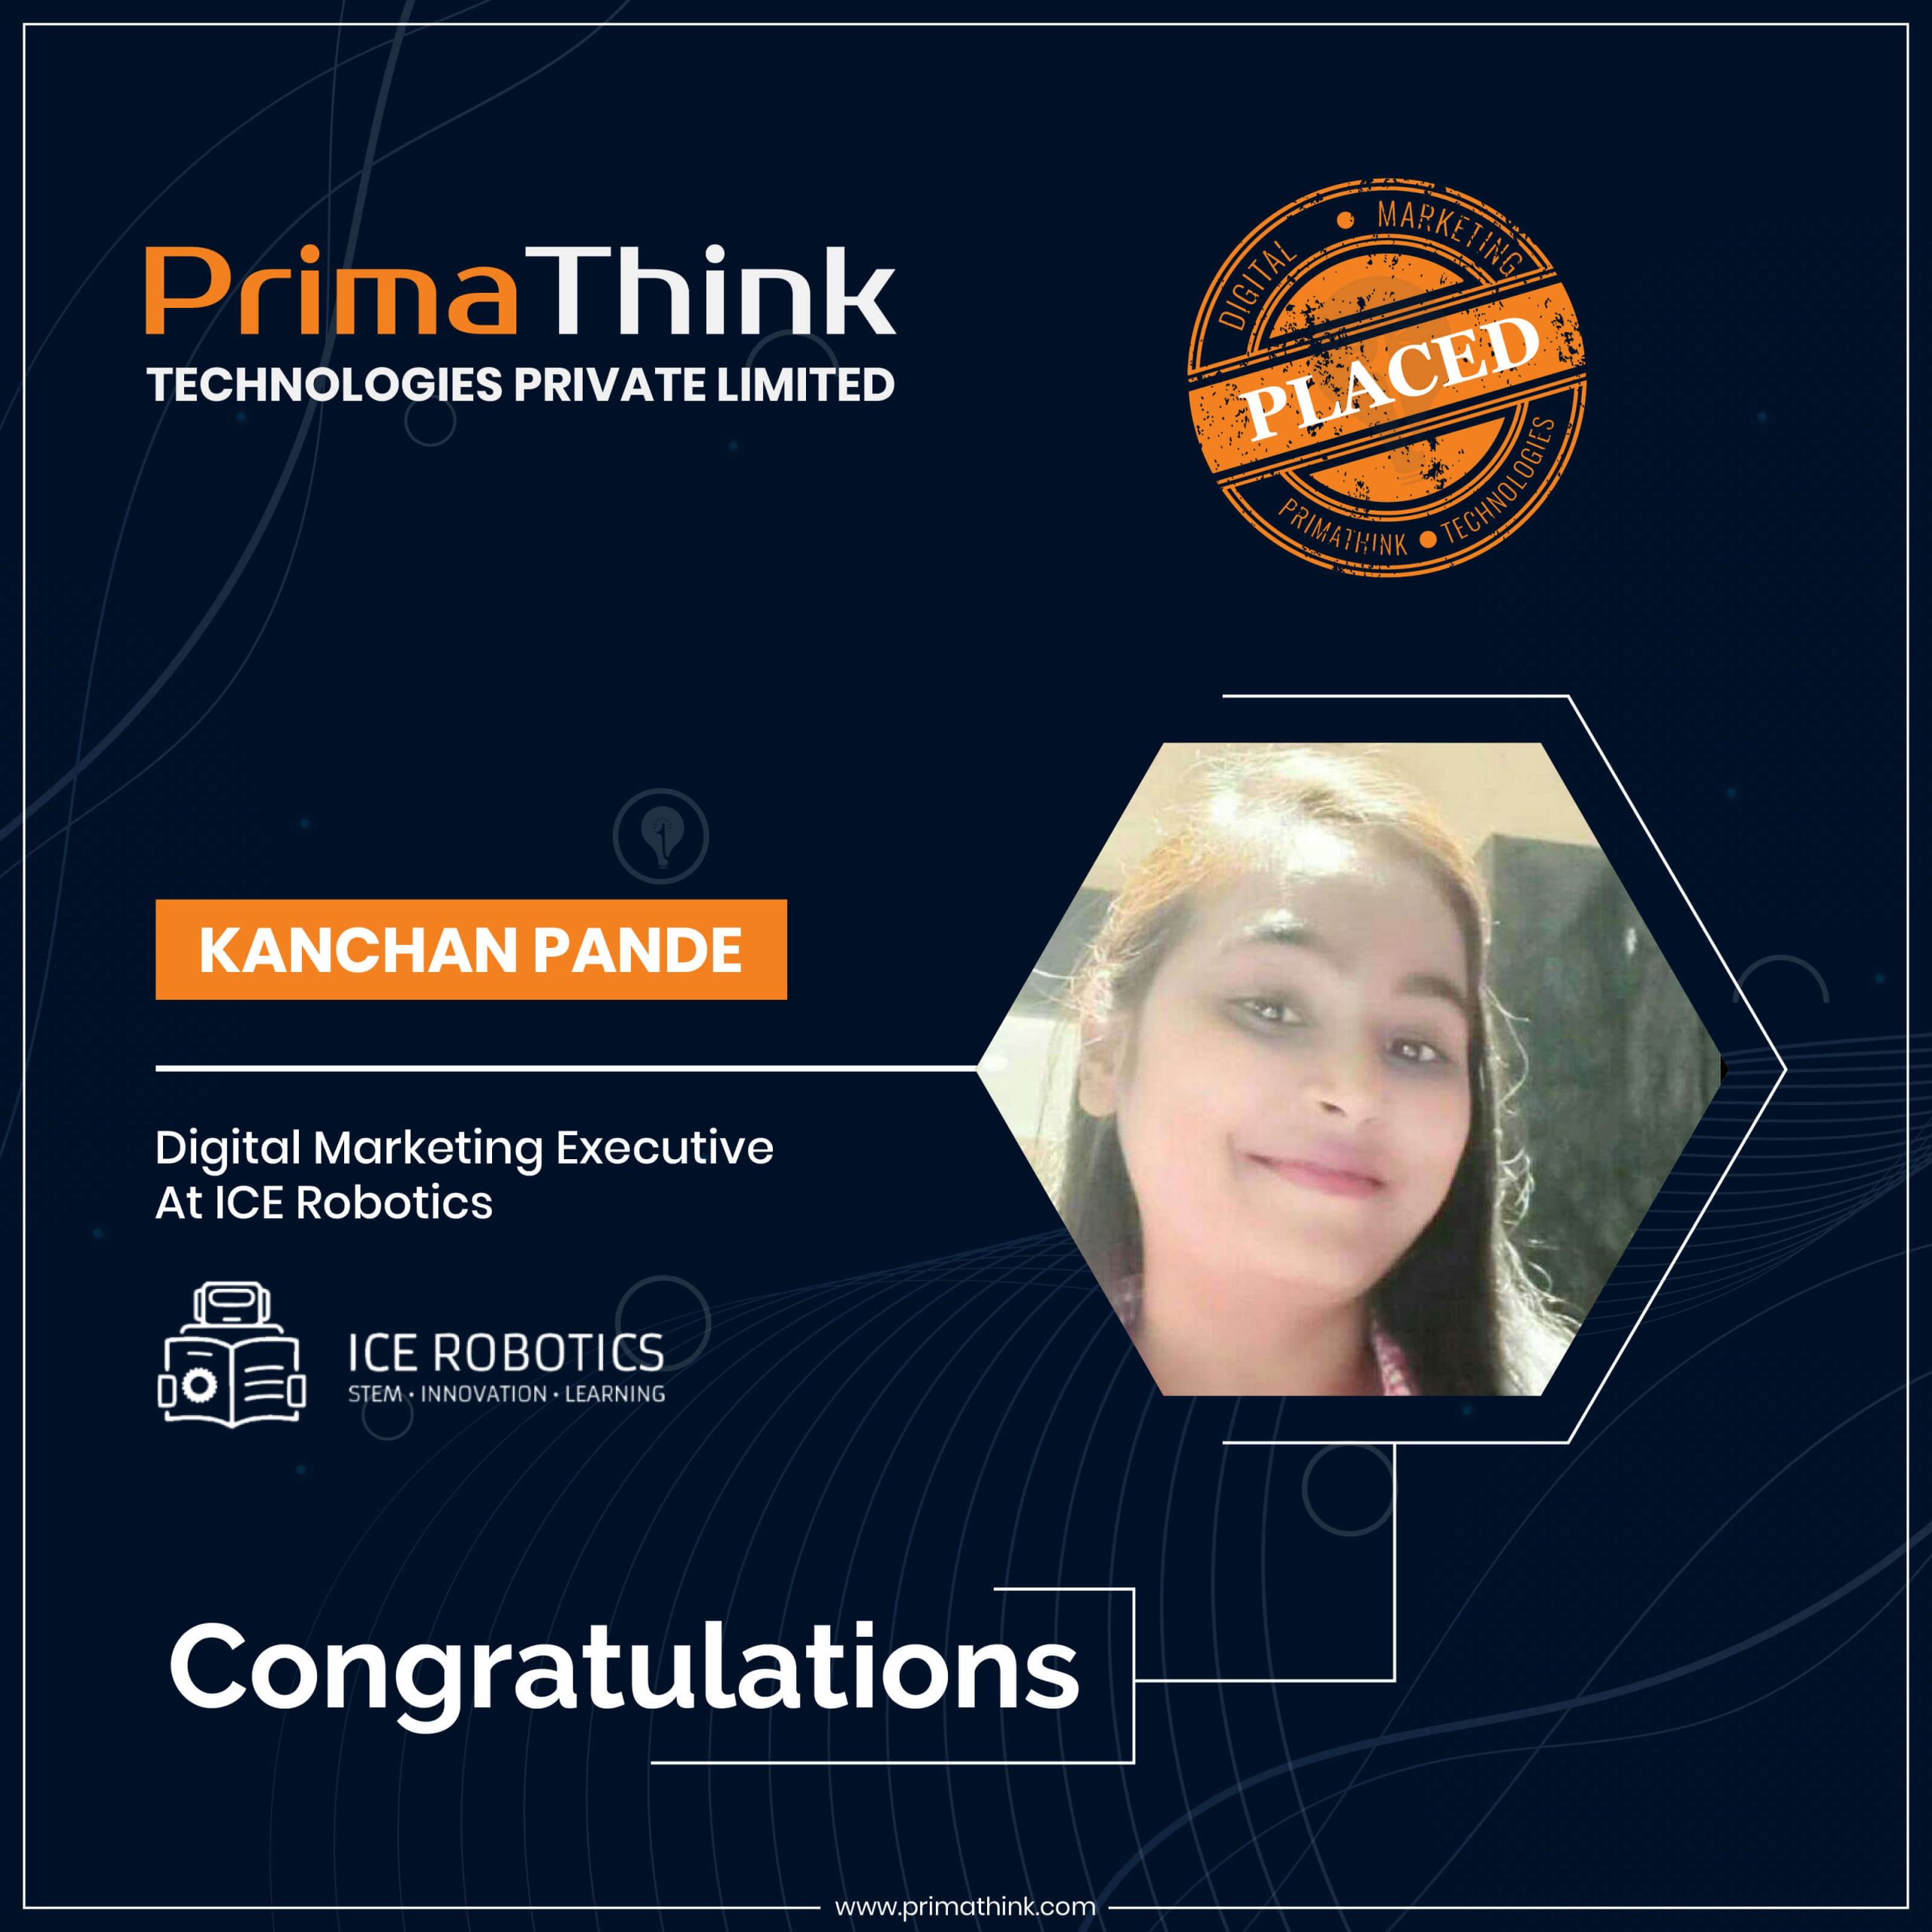 PrimaThink
TECHNOLOGIES PRIVATE LIMITED
DIGITAL • MARKETING
PLACED
PRIMATHINK • TECHNOLOGIES
KANCHAN PANDE
Digital Marketing Executive
At ICE Robotics
ICE ROBOTICS
STEM • INNOVATION • LEARNING
Congratulations
www.primathink.com